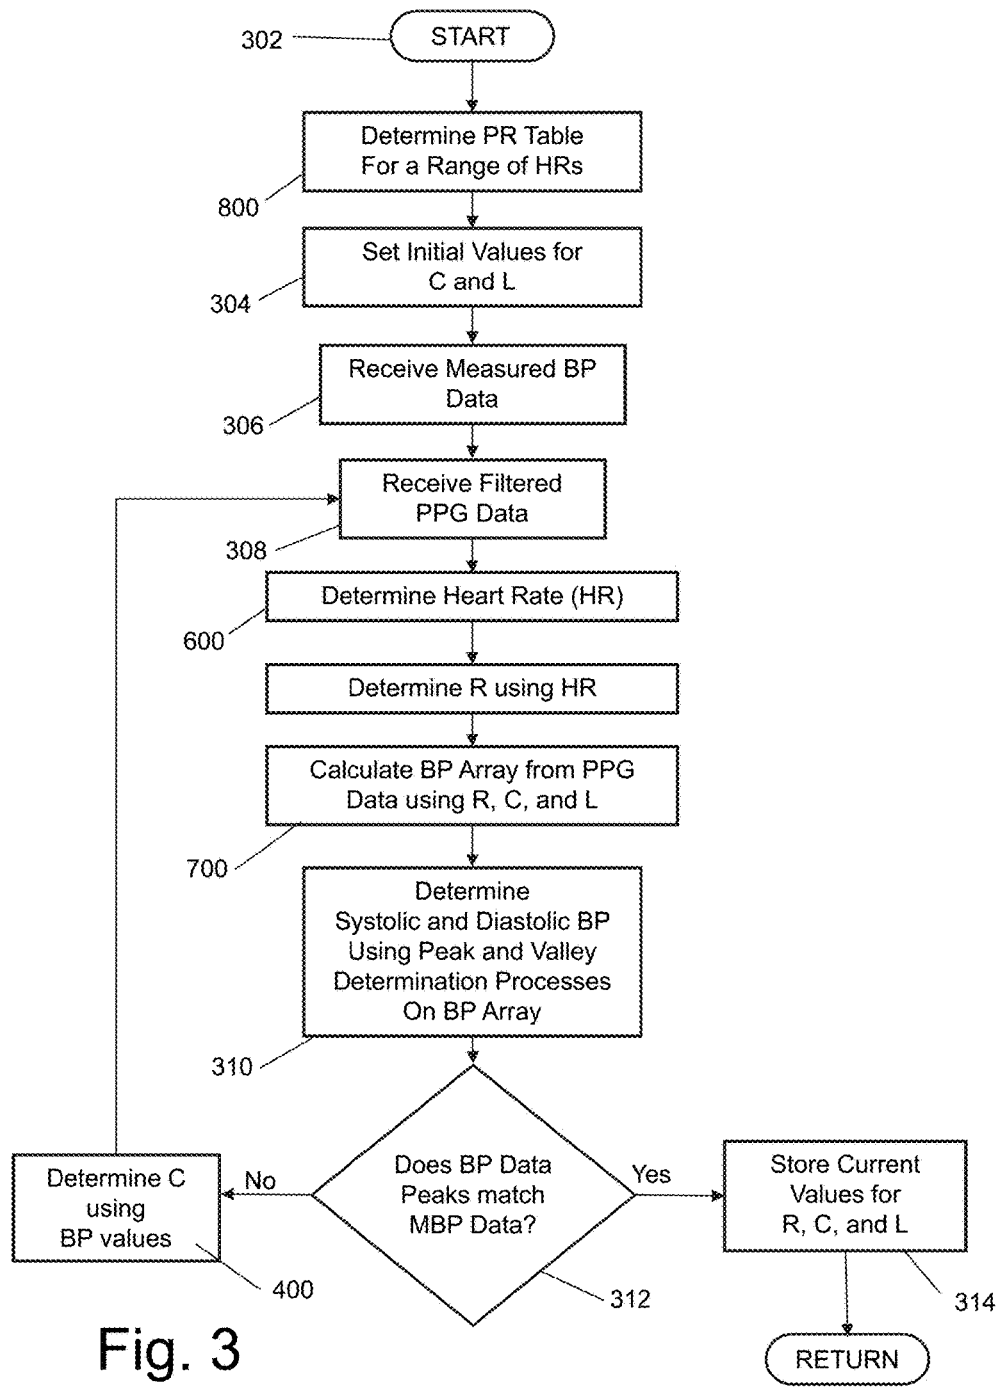 START
302
Determine PR Table
For a Range of HRs
800
Set Initial Values for
C and L
304
Receive Measured BP
Data
306
Receive Filtered
PPG Data
308
Determine Heart Rate (HR)
600
Determine R using HR
Calculate BP Array from PPG
Data using R, C, and L
700
Determine
Systolic and Diastolic BP
Using Peak and Valley
Determination Processes
On BP Array
310
Does BP Data
Peaks match
MBP Data?
312
No
Yes
Determine C
using
BP values
400
Store Current
Values for
R, C, and L
314
RETURN
Fig. 3